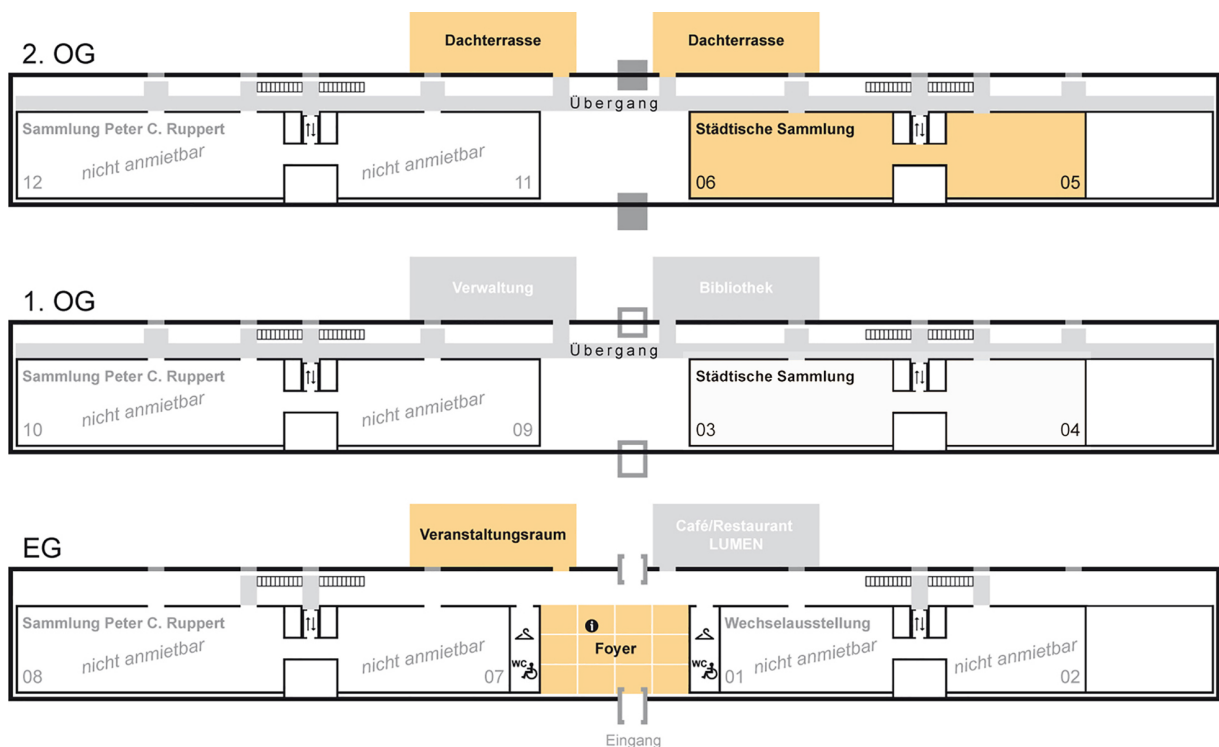 2. OG
Dachterrasse
Dachterrasse
Übergang
Sammlung Peter C. Ruppert
nicht anmietbar
nicht anmietbar
12
11
Städtische Sammlung
06
05
1. OG
Verwaltung
Bibliothek
Übergang
Sammlung Peter C. Ruppert
nicht anmietbar
nicht anmietbar
10
09
Städtische Sammlung
03
04
EG
Veranstaltungsraum
Café/Restaurant
LUMEN
Sammlung Peter C. Ruppert
nicht anmietbar
nicht anmietbar
08
07
WC
i
Foyer
WC
Wechselausstellung
nicht anmietbar
nicht anmietbar
01
02
Eingang